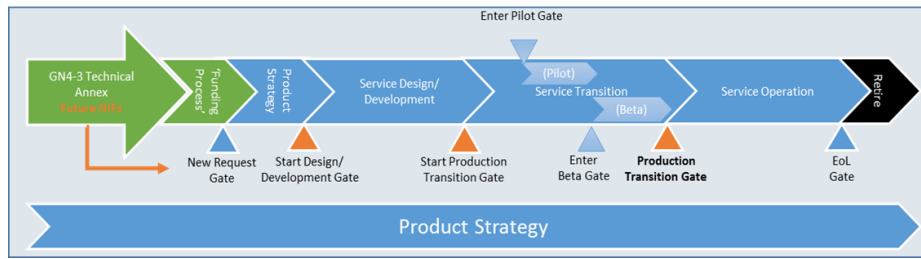 Enter Pilot Gate
GN4-3 Technical
Annex
Future NIFs
'Funding
Process'
Product
Strategy
Service Design/
Development
(Pilot)
Service Transition
(Beta)
Service Operation
Retire
New Request
Gate
Start Design/
Development Gate
Start Production
Transition Gate
Enter
Beta Gate
Production
Transition Gate
EoL
Gate
Product Strategy